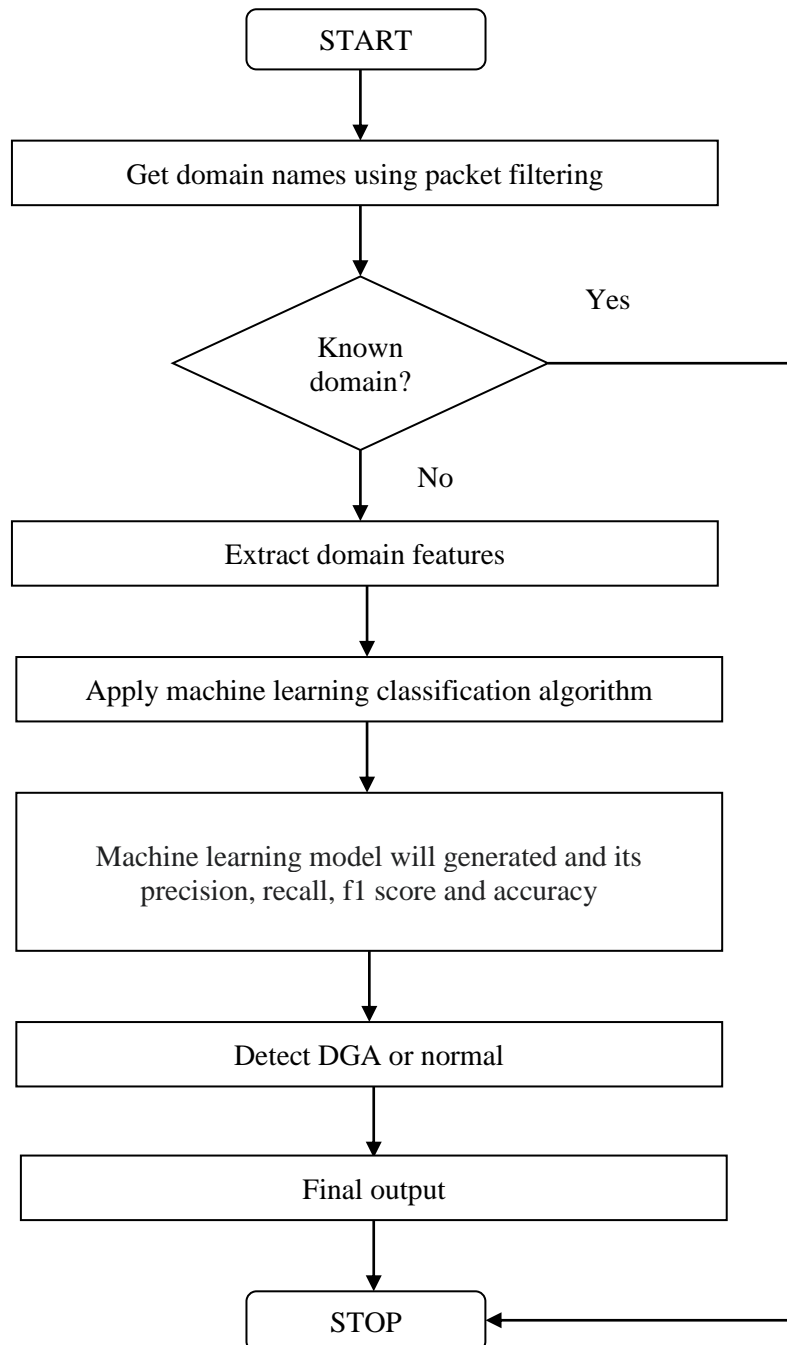 START
Get domain names using packet filtering
Yes
Known
domain?
No
Extract domain features
Apply machine learning classification algorithm
Machine learning model will generated and its
precision, recall, f1 score and accuracy
Detect DGA or normal
Final output
STOP